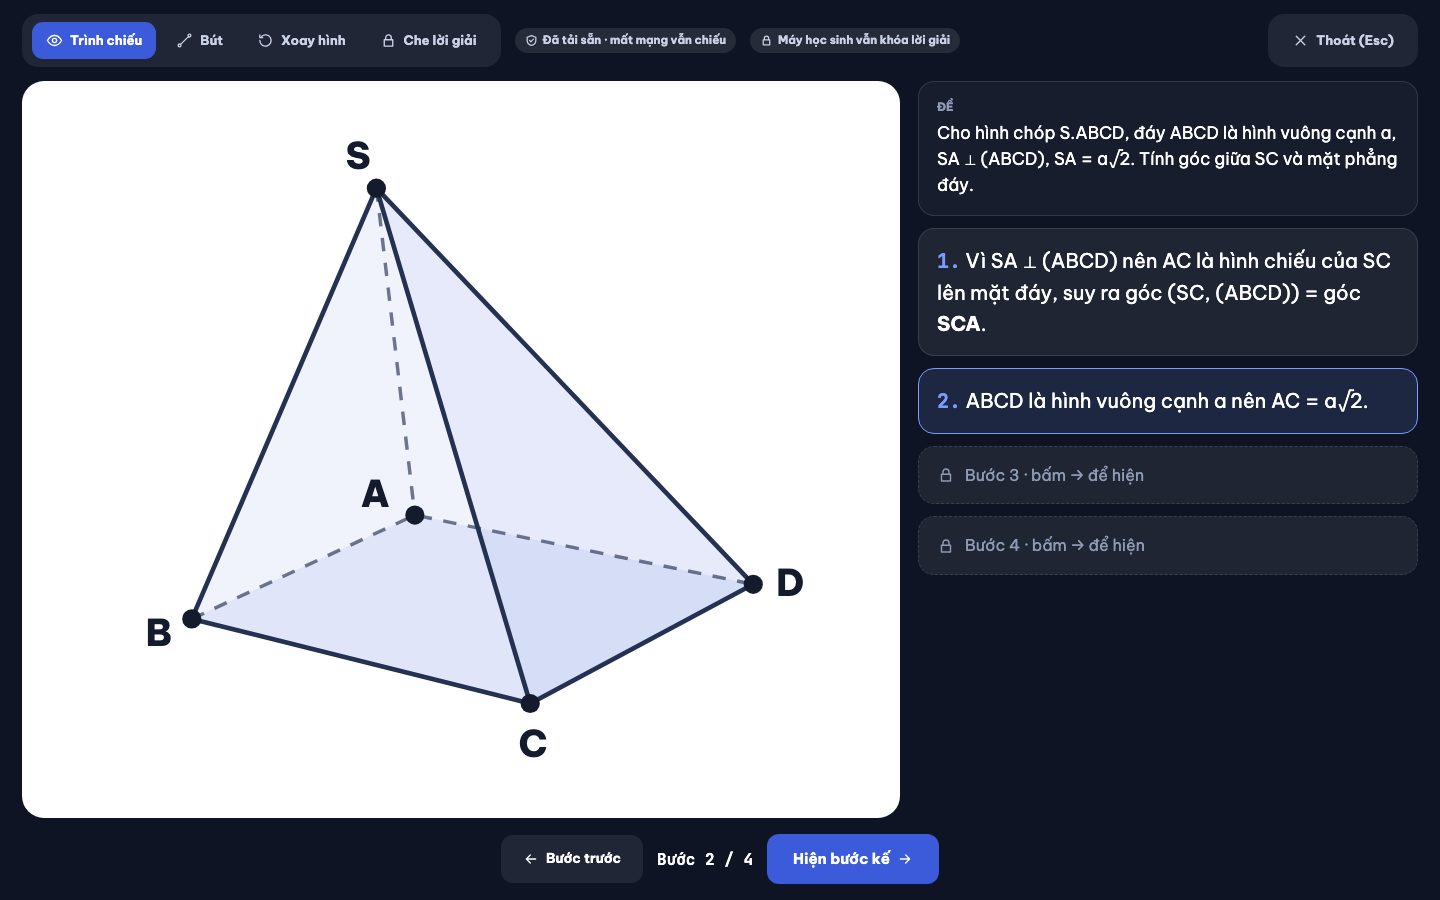 Trình chiếu
Bút
Xoay hình
Che lời giải
Đã tải sẵn · mất mạng vẫn chiếu
Máy học sinh vẫn khóa lời giải
Thoát (Esc)
S
A
B
C
D
ĐỀ
Cho hình chóp S.ABCD, đáy ABCD là hình vuông cạnh a,
SA ⊥ (ABCD), SA = a√2. Tính góc giữa SC và mặt phẳng
đáy.
1. Vì SA ⊥ (ABCD) nên AC là hình chiếu của SC
lên mặt đáy, suy ra góc (SC, (ABCD)) = góc
SCA.
2. ABCD là hình vuông cạnh a nên AC = a√2.
Bước 3 · bấm → để hiện
Bước 4 · bấm → để hiện
← Bước trước
Bước 2 / 4
Hiện bước kế →